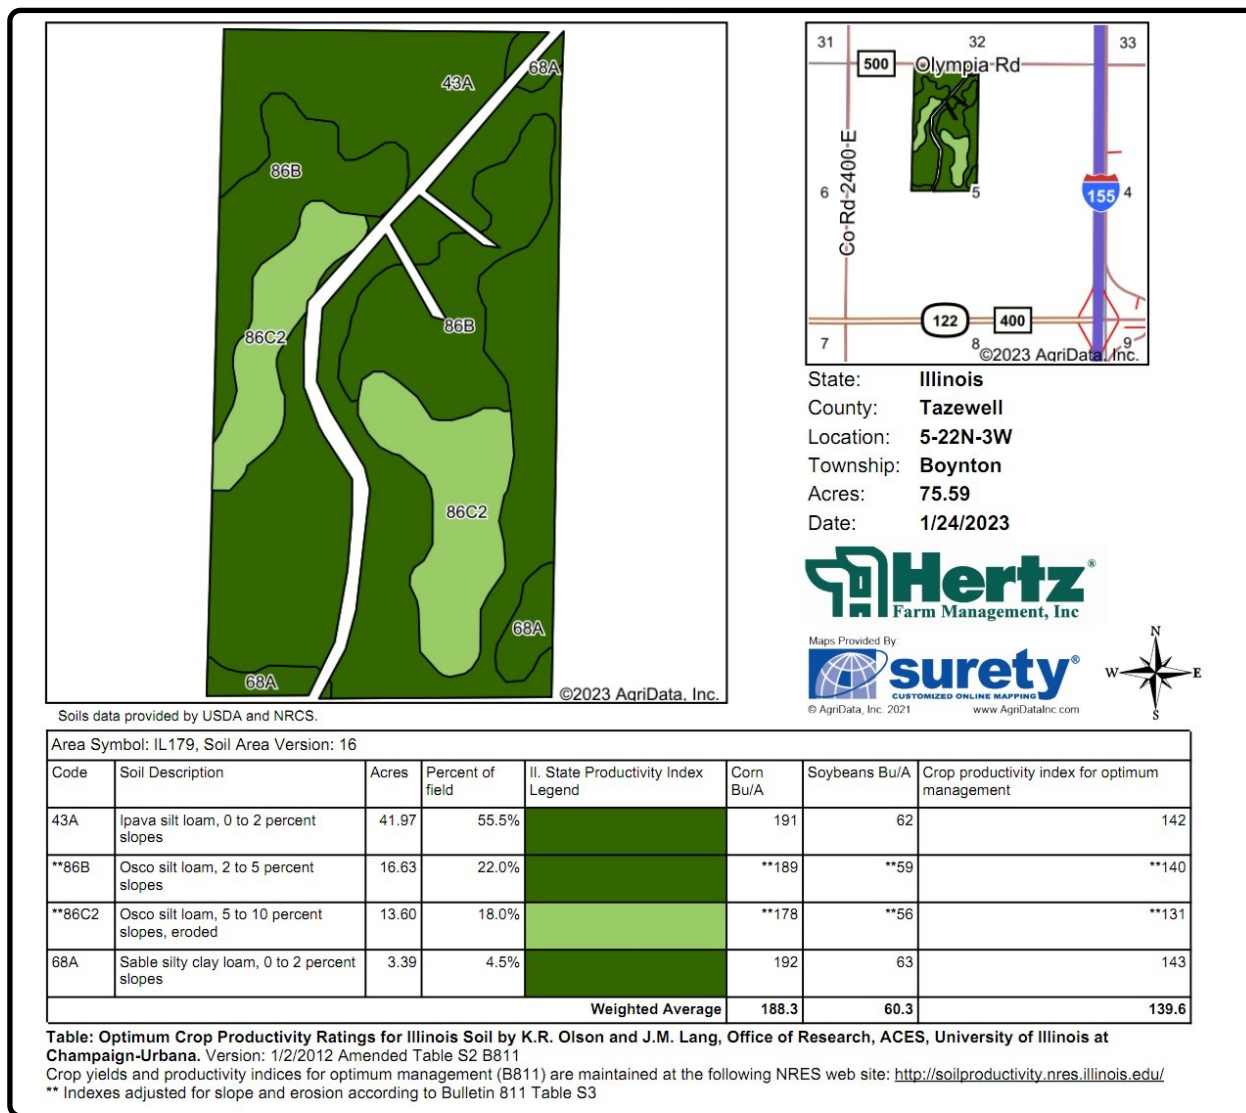 43A
68A
86B
86C2
86B
86C2
68A
68A
©2023 AgriData, Inc.
Soils data provided by USDA and NRCS.
31
32
33
500
Olympia Rd
Co-Rd-2400-E
6
5
155
4
122
400
7
8
9
©2023 AgriData, Inc.
State: Illinois
County: Tazewell
Location: 5-22N-3W
Township: Boynton
Acres: 75.59
Date: 1/24/2023
Hertz®
Farm Management, Inc
Maps Provided By:
surety®
CUSTOMIZED ONLINE MAPPING
© AgriData, Inc. 2021 www.AgriDataInc.com
N
W E
S
Area Symbol: IL179, Soil Area Version: 16
Code Soil Description Acres Percent of field II. State Productivity Index Legend Corn Bu/A Soybeans Bu/A Crop productivity index for optimum management
43A Ipava silt loam, 0 to 2 percent slopes 41.97 55.5% 191 62 142
**86B Osco silt loam, 2 to 5 percent slopes 16.63 22.0% **189 **59 **140
**86C2 Osco silt loam, 5 to 10 percent slopes, eroded 13.60 18.0% **178 **56 **131
68A Sable silty clay loam, 0 to 2 percent slopes 3.39 4.5% 192 63 143
Weighted Average 188.3 60.3 139.6
Table: Optimum Crop Productivity Ratings for Illinois Soil by K.R. Olson and J.M. Lang, Office of Research, ACES, University of Illinois at
Champaign-Urbana. Version: 1/2/2012 Amended Table S2 B811
Crop yields and productivity indices for optimum management (B811) are maintained at the following NRES web site: http://soilproductivity.nres.illinois.edu/
** Indexes adjusted for slope and erosion according to Bulletin 811 Table S3